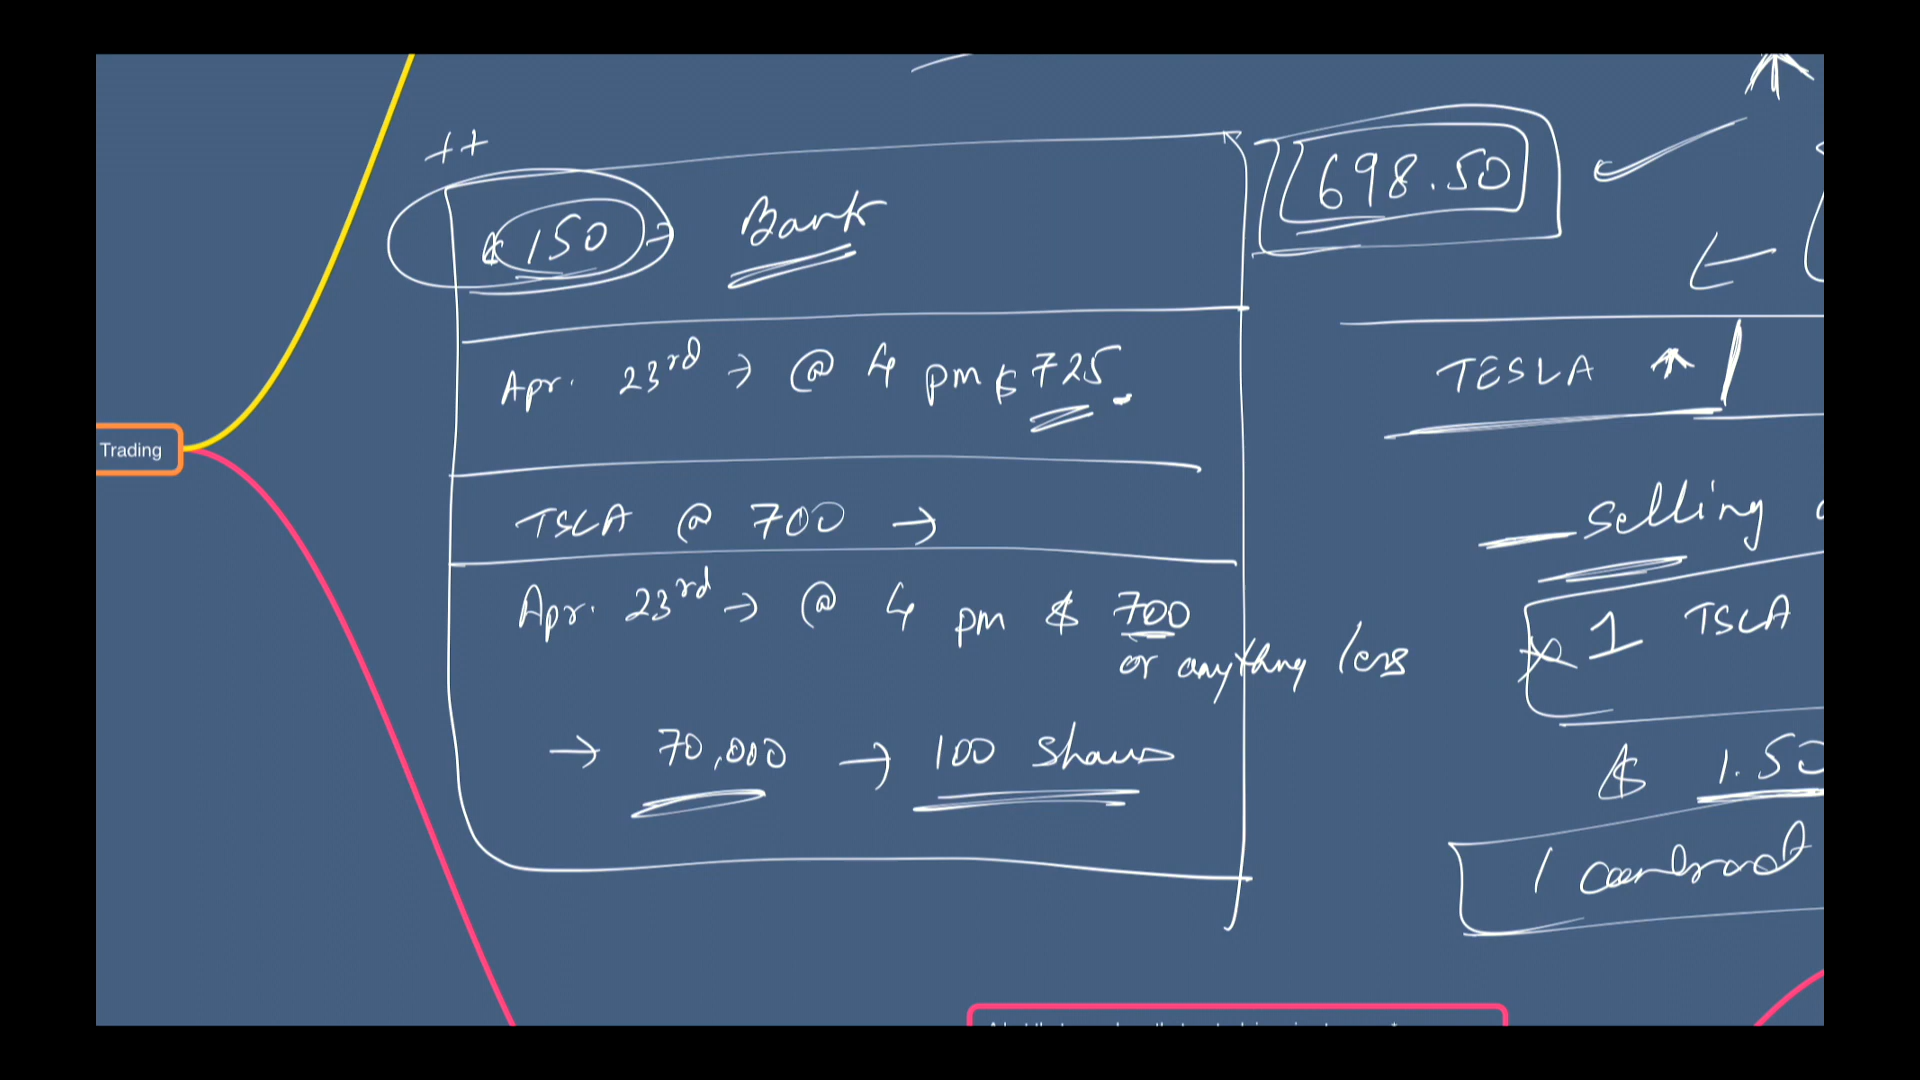 ++
$150 → Bank
698.50
Apr. 23rd → @ 4 pm $ 725
TESLA ↑
Trading
TSLA @ 700 →
Selling
Apr. 23rd → @ 4 pm $ 700
or anything less
1 TSLA
→ 70,000 → 100 Shares
$ 1.50
1 contract